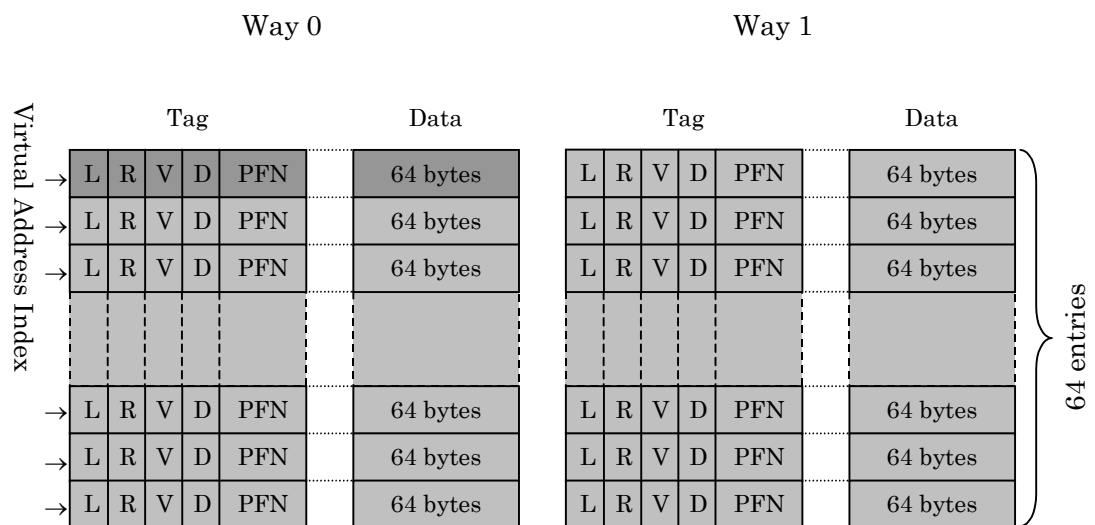 Way 0 Way 1
Virtual Address Index
Tag Data Tag Data
→ L R V D PFN 64 bytes L R V D PFN 64 bytes
→ L R V D PFN 64 bytes L R V D PFN 64 bytes
→ L R V D PFN 64 bytes L R V D PFN 64 bytes
→ L R V D PFN 64 bytes L R V D PFN 64 bytes
→ L R V D PFN 64 bytes L R V D PFN 64 bytes
→ L R V D PFN 64 bytes L R V D PFN 64 bytes
64 entries